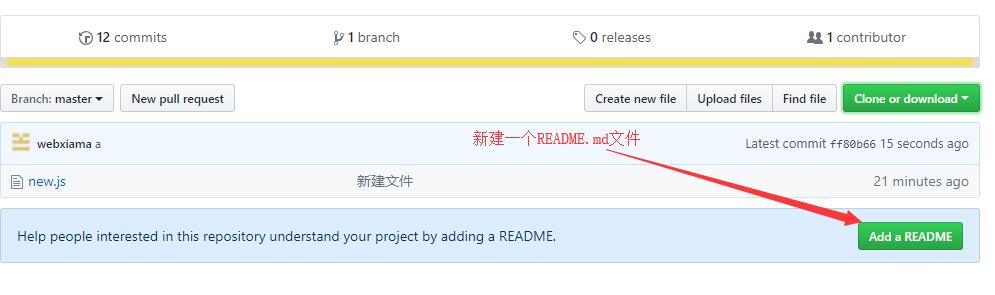 12 commits 1 branch 0 releases 1 contributor
Branch: master New pull request Create new file Upload files Find file Clone or download
新建一个README.md文件
webxiama a Latest commit ff80b66 15 seconds ago
new.js 新建文件 21 minutes ago
Help people interested in this repository understand your project by adding a README. Add a README